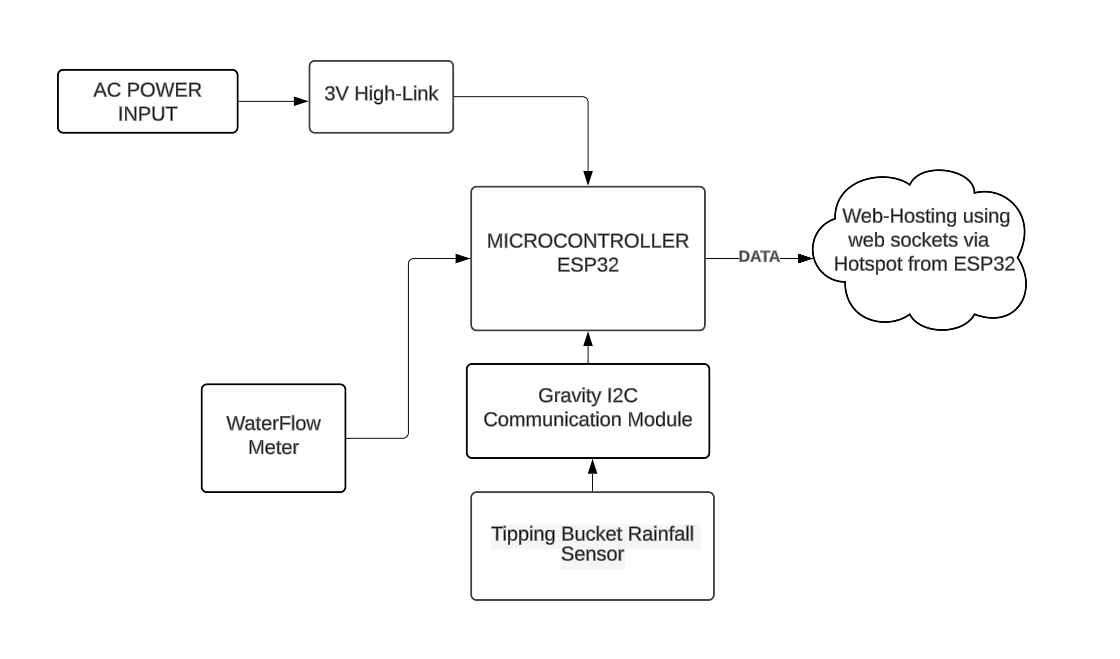 AC POWER
INPUT
3V High-Link
MICROCONTROLLER
ESP32
DATA
Web-Hosting using
web sockets via
Hotspot from ESP32
WaterFlow
Meter
Gravity I2C
Communication Module
Tipping Bucket Rainfall
Sensor